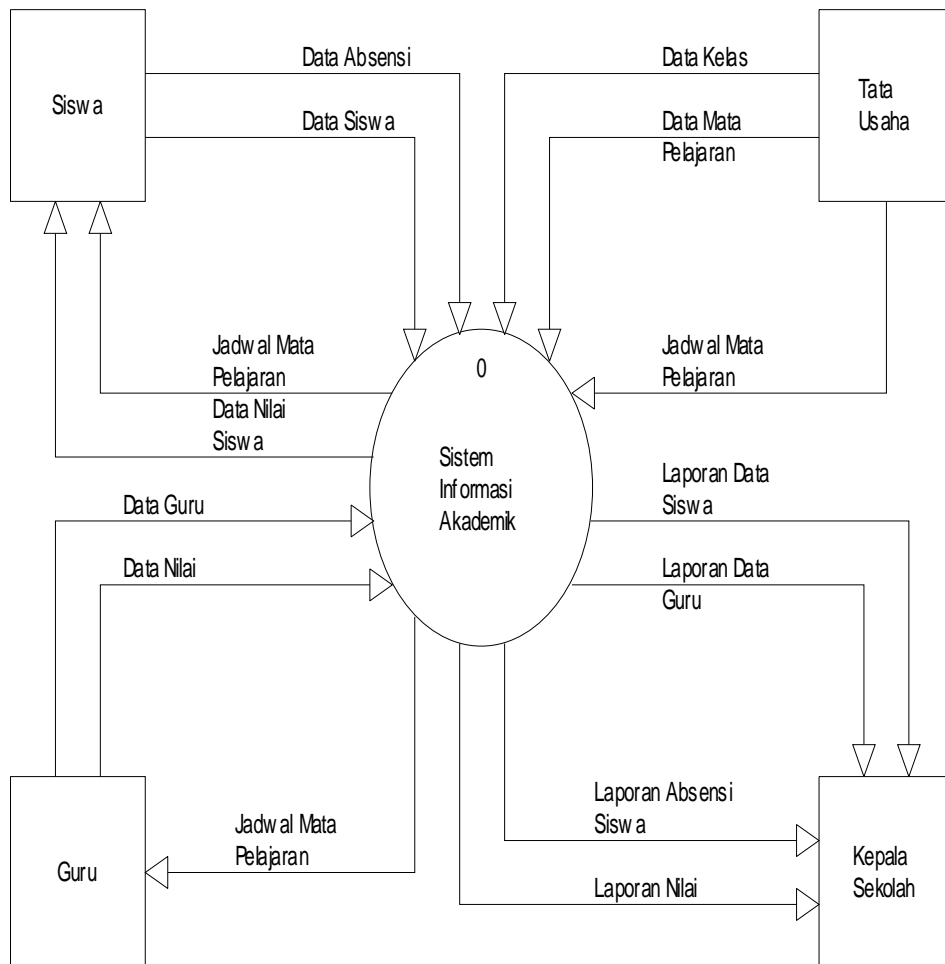 Siswa
Data Absensi
Data Siswa
Data Kelas
Data Mata
Pelajaran
Tata
Usaha
Jadwal Mata
Pelajaran
Data Nilai
Siswa
0
Sistem
Informasi
Akademik
Jadwal Mata
Pelajaran
Data Guru
Data Nilai
Laporan Data
Siswa
Laporan Data
Guru
Guru
Jadwal Mata
Pelajaran
Laporan Absensi
Siswa
Laporan Nilai
Kepala
Sekolah